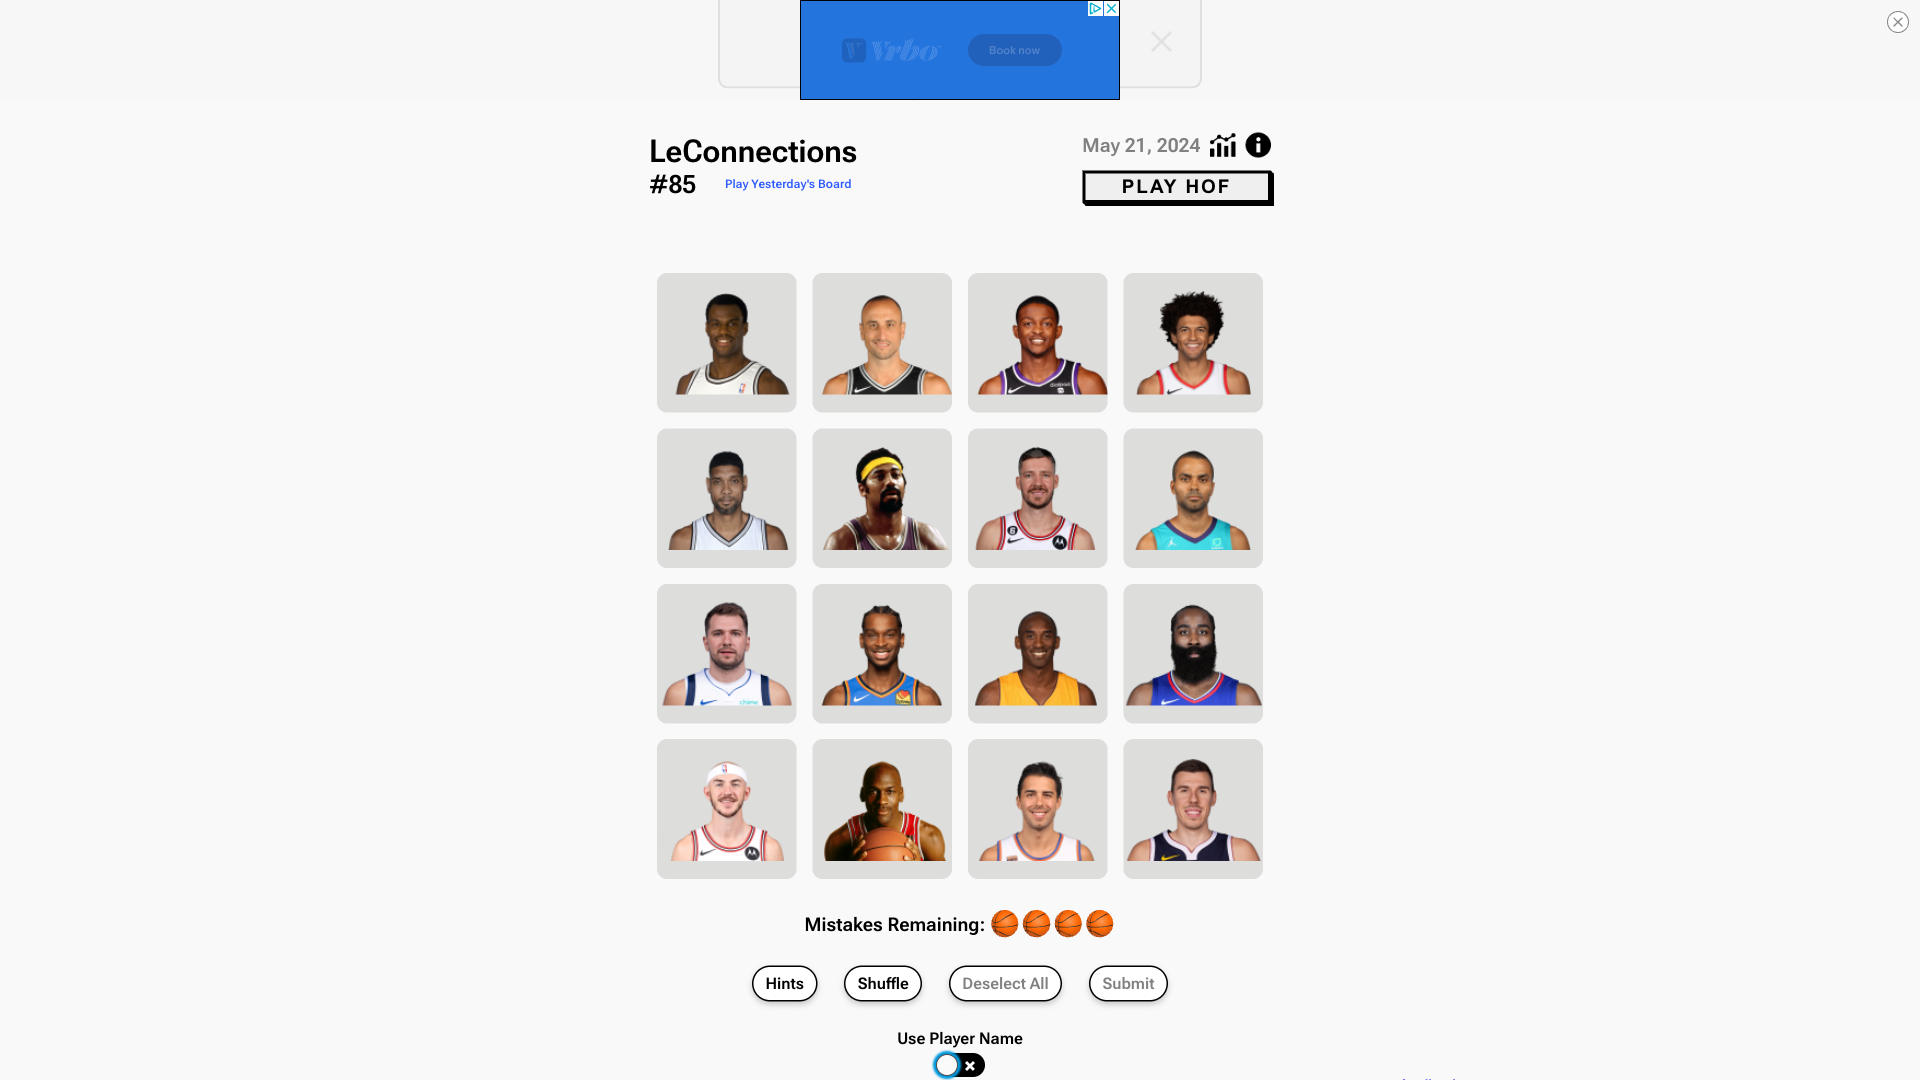 Vrbo
Book now
LeConnections
#85
Play Yesterday's Board
May 21, 2024
PLAY HOF
Mistakes Remaining:
Hints
Shuffle
Deselect All
Submit
Use Player Name